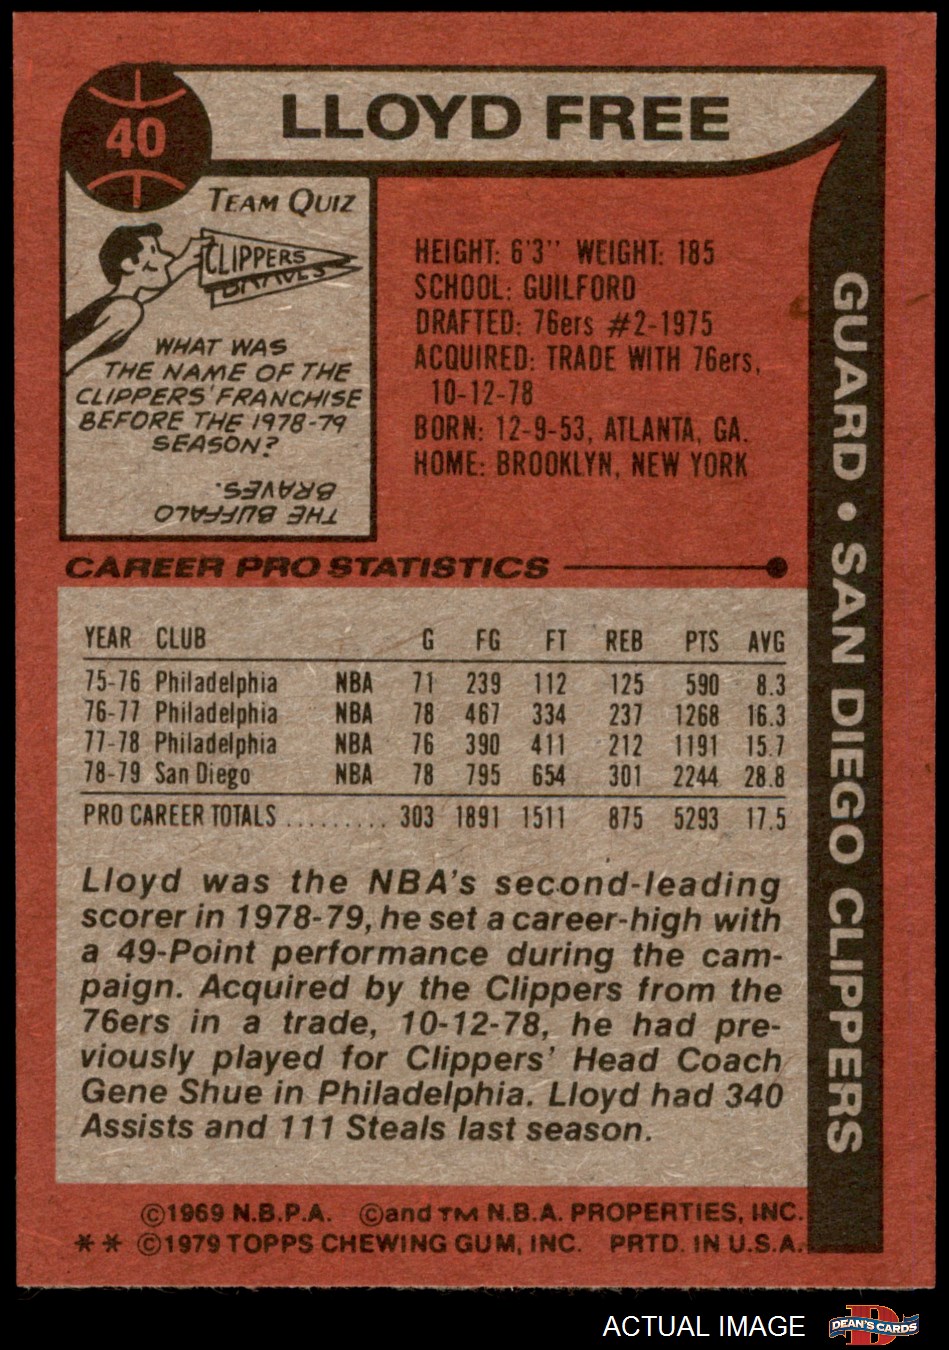 40
LLOYD FREE
TEAM QUIZ
CLIPPERS
BRAVES
WHAT WAS
THE NAME OF THE
CLIPPERS' FRANCHISE
BEFORE THE 1978-79
SEASON?
THE BUFFALO
BRAVES.
HEIGHT: 6'3'' WEIGHT: 185
SCHOOL: GUILFORD
DRAFTED: 76ers #2-1975
ACQUIRED: TRADE WITH 76ers,
10-12-78
BORN: 12-9-53, ATLANTA, GA.
HOME: BROOKLYN, NEW YORK
GUARD • SAN DIEGO CLIPPERS
CAREER PRO STATISTICS
YEAR CLUB G FG FT REB PTS AVG
75-76 Philadelphia NBA 71 239 112 125 590 8.3
76-77 Philadelphia NBA 78 467 334 237 1268 16.3
77-78 Philadelphia NBA 76 390 411 212 1191 15.7
78-79 San Diego NBA 78 795 654 301 2244 28.8
PRO CAREER TOTALS ......... 303 1891 1511 875 5293 17.5
Lloyd was the NBA's second-leading
scorer in 1978-79, he set a career-high with
a 49-Point performance during the cam-
paign. Acquired by the Clippers from the
76ers in a trade, 10-12-78, he had pre-
viously played for Clippers' Head Coach
Gene Shue in Philadelphia. Lloyd had 340
Assists and 111 Steals last season.
©1969 N.B.P.A. ©and TM N.B.A. PROPERTIES, INC.
** ©1979 TOPPS CHEWING GUM, INC. PRTD. IN U.S.A.
ACTUAL IMAGE
DEAN'S CARDS